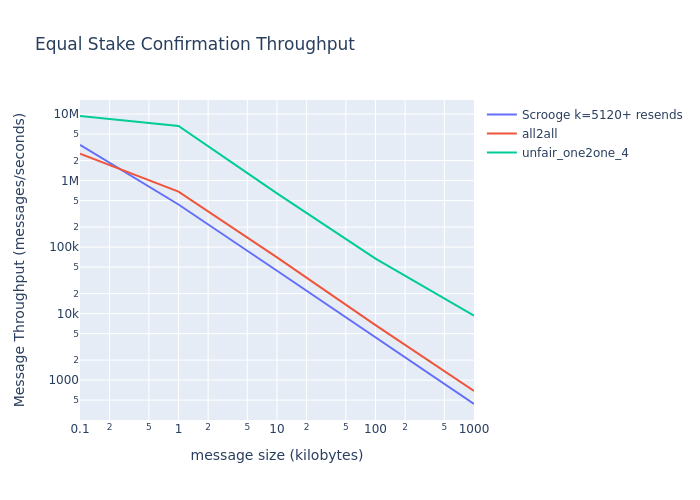 Equal Stake Confirmation Throughput
Scrooge k=5120+ resends
all2all
unfair_one2one_4
Message Throughput (messages/seconds)
10M
5
2
1M
5
2
100k
5
2
10k
5
2
1000
5
0.1 2 5 1 2 5 10 2 5 100 2 5 1000
message size (kilobytes)